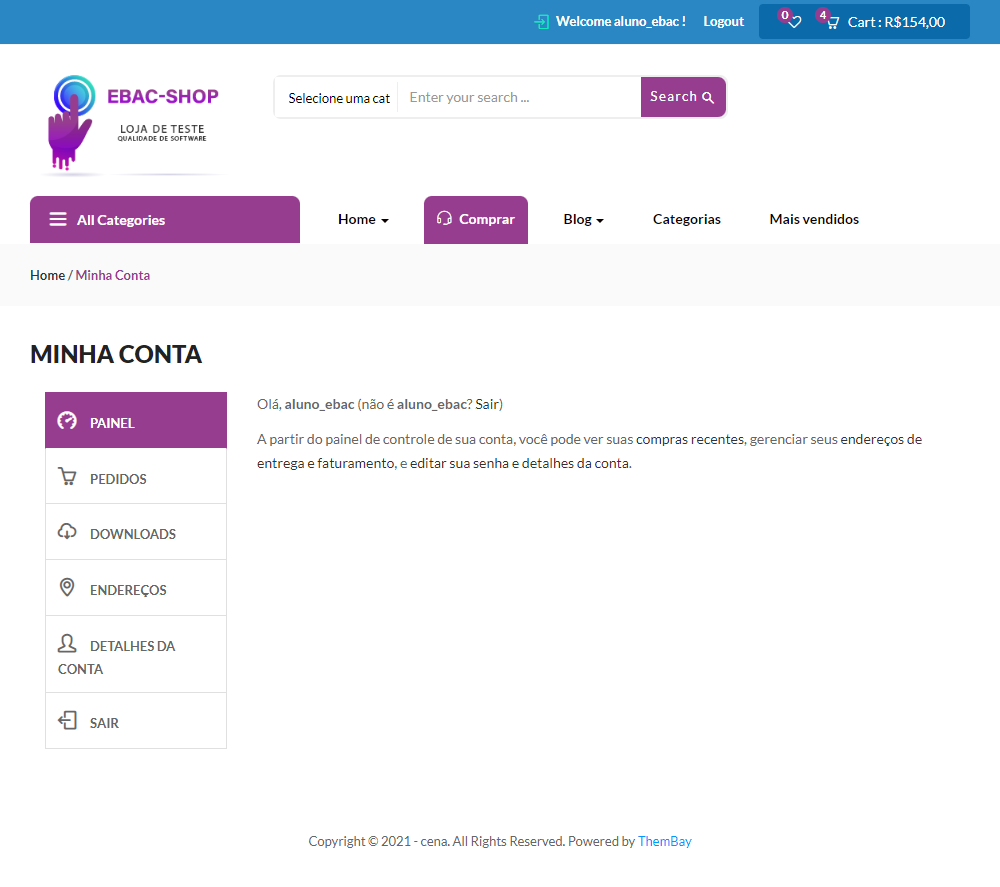 Welcome aluno_ebac ! Logout 0 4 Cart : R$154,00
EBAC-SHOP
LOJA DE TESTE
QUALIDADE DE SOFTWARE
Selecione uma cat Enter your search ... Search
All Categories Home Comprar Blog Categorias Mais vendidos
Home / Minha Conta
MINHA CONTA
PAINEL
PEDIDOS
DOWNLOADS
ENDEREÇOS
DETALHES DA
CONTA
SAIR
Olá, aluno_ebac (não é aluno_ebac? Sair)
A partir do painel de controle de sua conta, você pode ver suas compras recentes, gerenciar seus endereços de
entrega e faturamento, e editar sua senha e detalhes da conta.
Copyright © 2021 - cena. All Rights Reserved. Powered by ThemBay